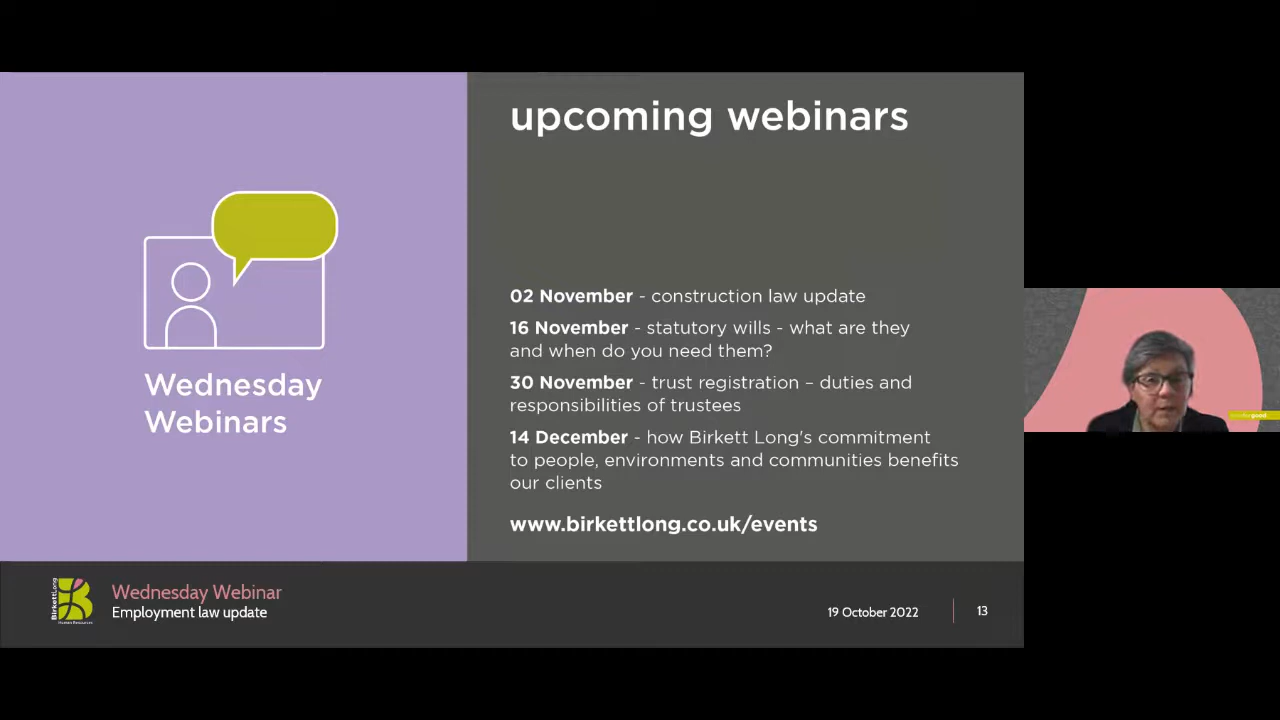 upcoming webinars
02 November - construction law update
16 November - statutory wills - what are they
and when do you need them?
30 November - trust registration – duties and
responsibilities of trustees
14 December - how Birkett Long's commitment
to people, environments and communities benefits
our clients
www.birkettlong.co.uk/events
Wednesday
Webinars
BirkettLong
Human Resources
Wednesday Webinar
Employment law update
19 October 2022
13